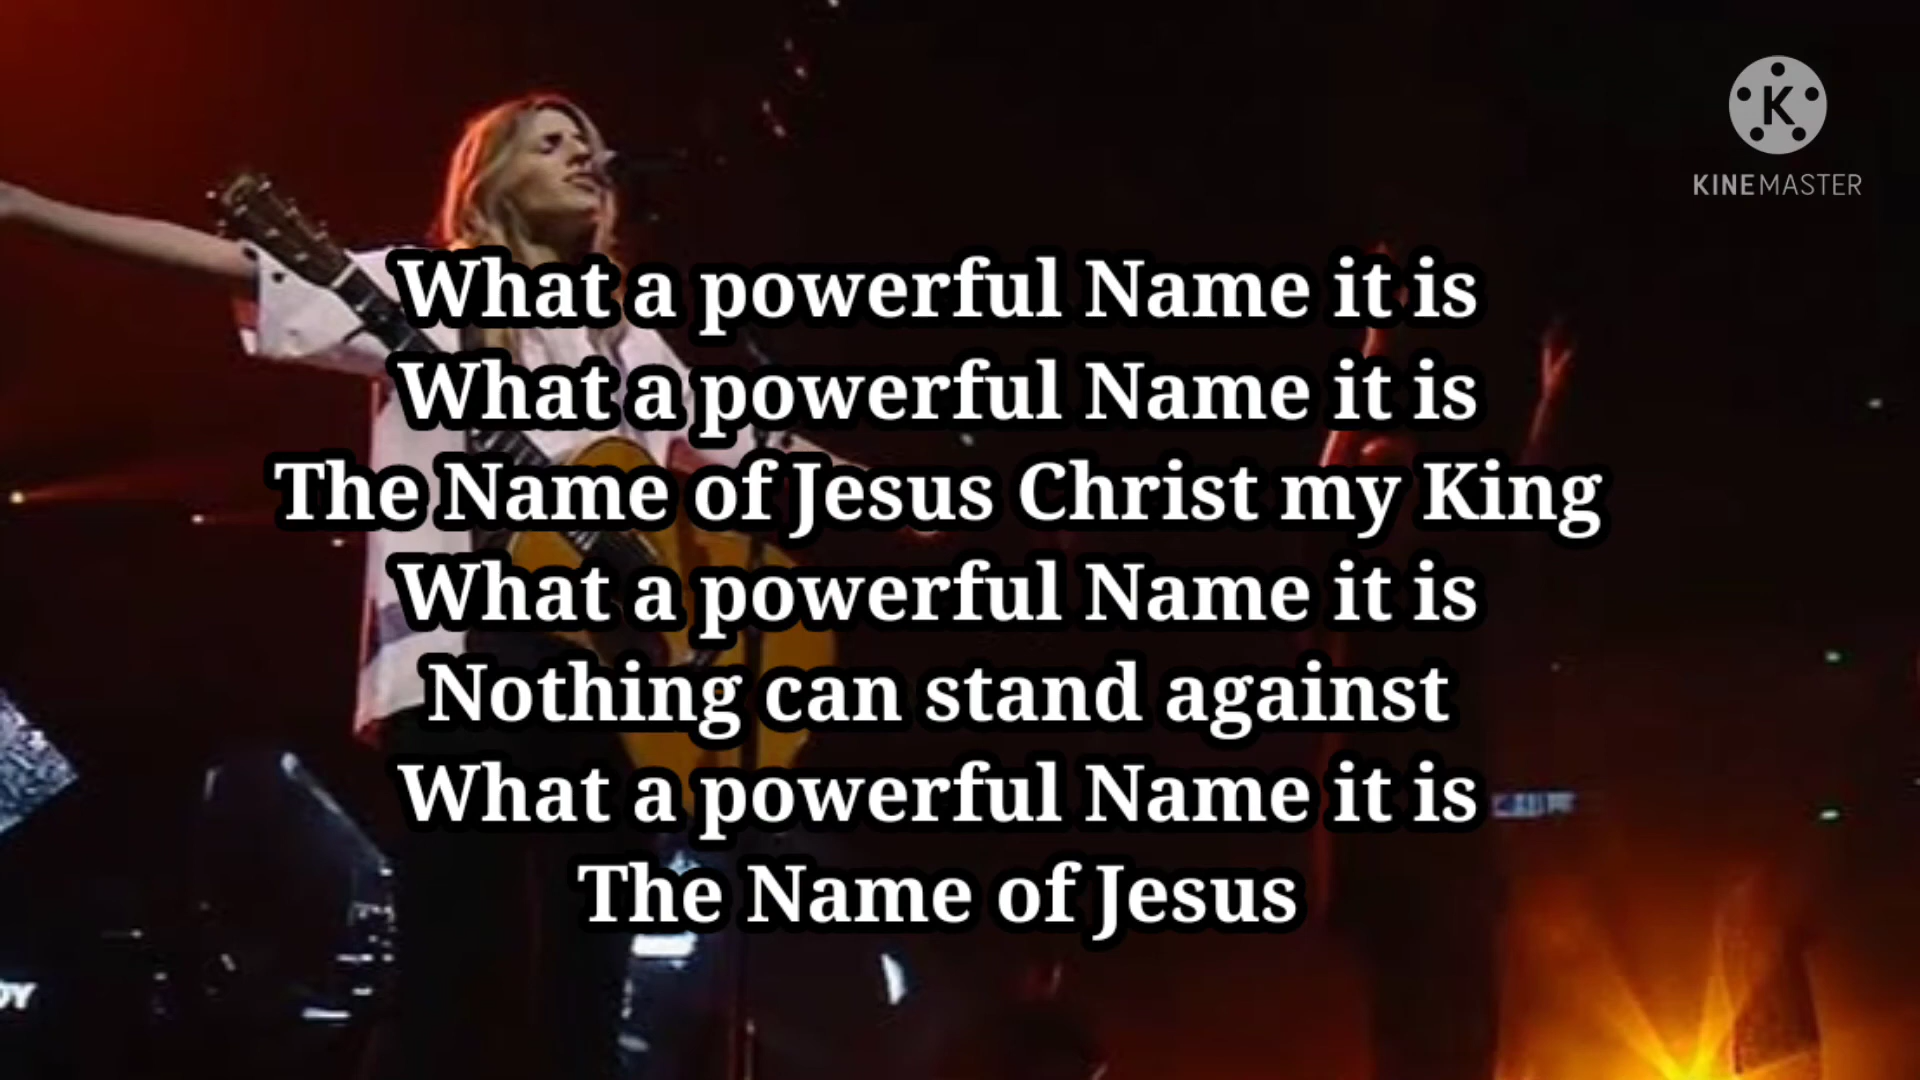 K
KINEMASTER
What a powerful Name it is
What a powerful Name it is
The Name of Jesus Christ my King
What a powerful Name it is
Nothing can stand against
What a powerful Name it is
The Name of Jesus
OY